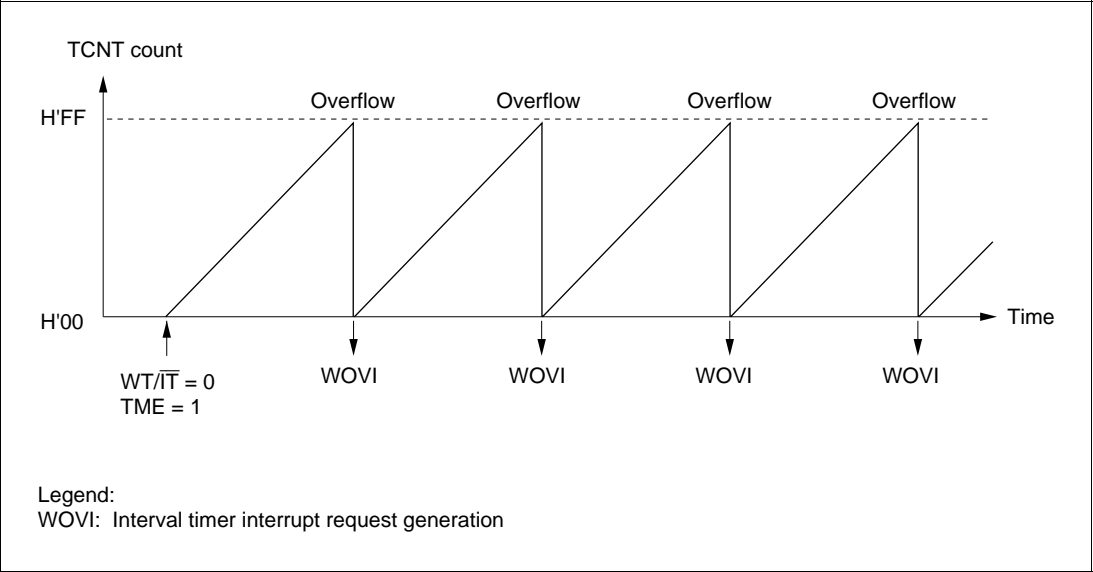 TCNT count
Overflow Overflow Overflow Overflow
H'FF
H'00
Time
WOVI WOVI WOVI WOVI
WT/I̅T̅ = 0
TME = 1
Legend:
WOVI: Interval timer interrupt request generation